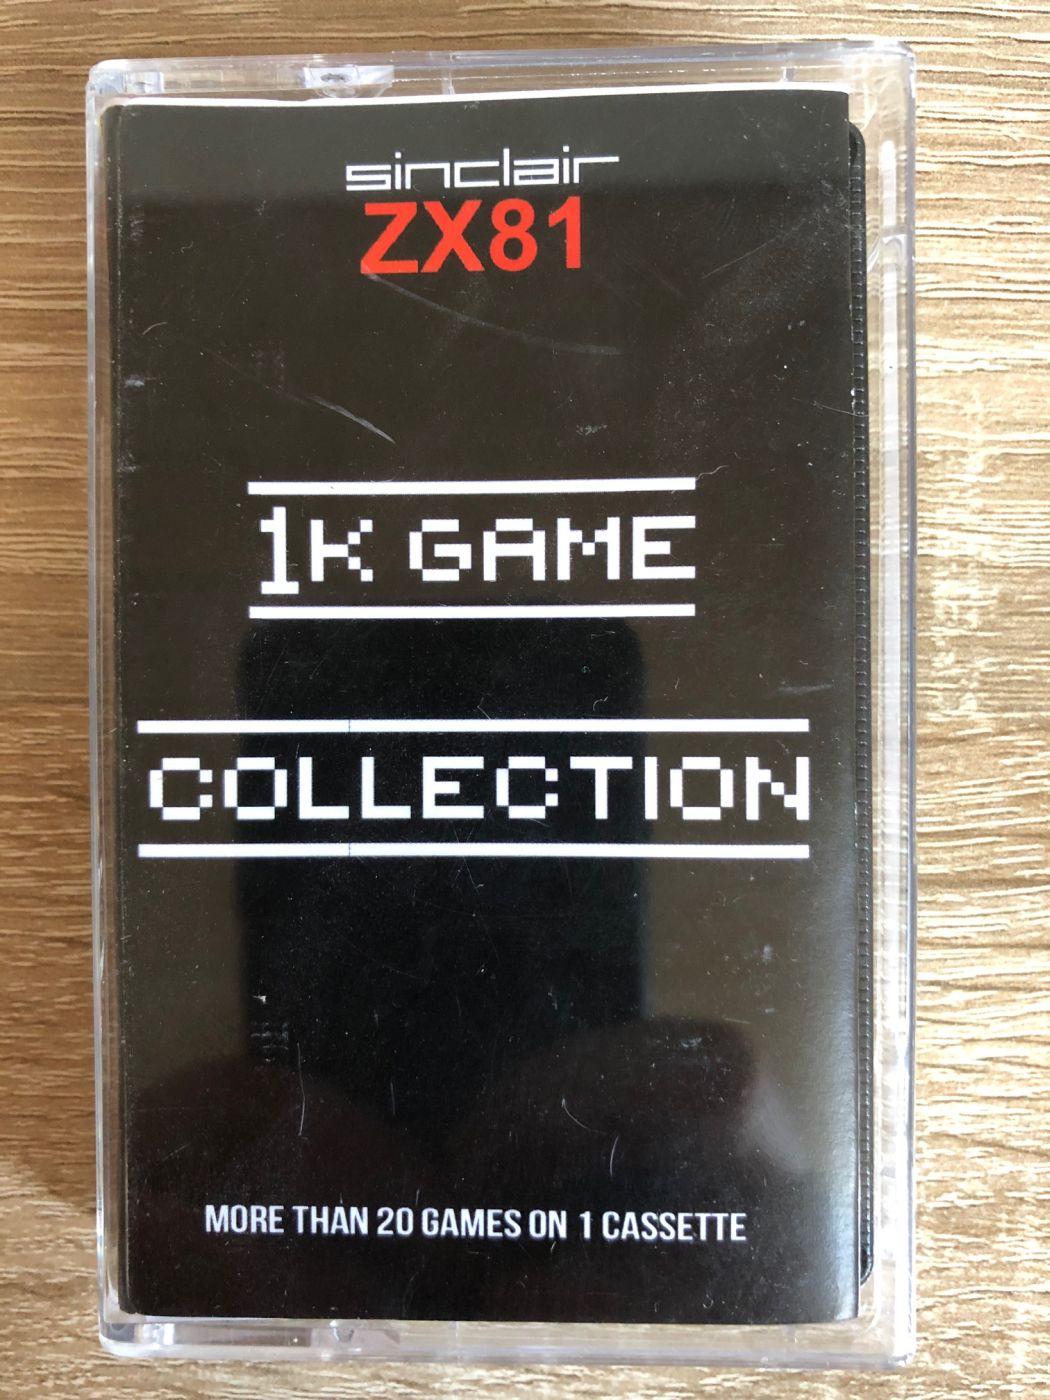 sinclair
ZX81
1K GAME
COLLECTION
MORE THAN 20 GAMES ON 1 CASSETTE